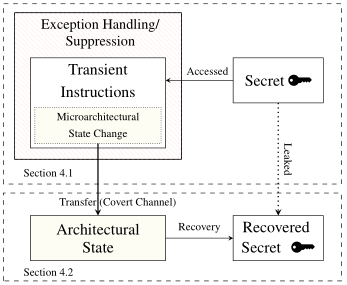 Exception Handling/
Suppression
Transient
Instructions
Microarchitectural
State Change
Accessed
Secret
Leaked
Section 4.1
Transfer (Covert Channel)
Architectural
State
Recovery
Recovered
Secret
Section 4.2